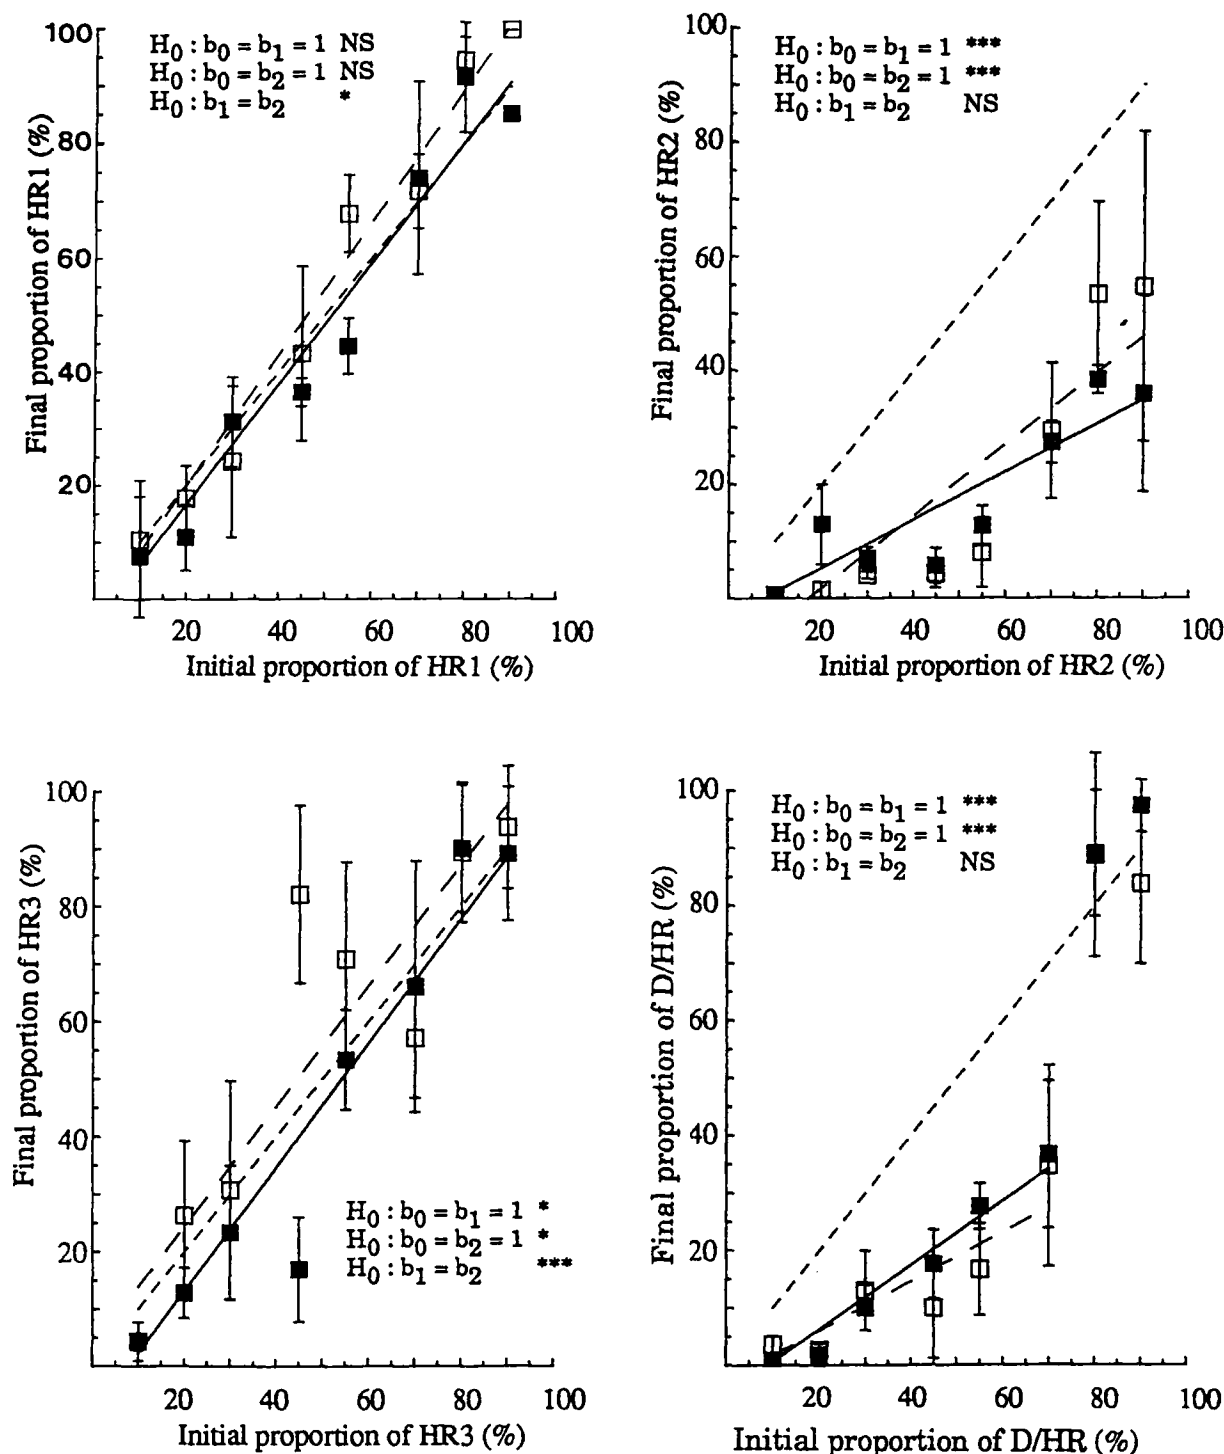 100
80
60
40
20
H0 : b0 = b1 = 1 NS
H0 : b0 = b2 = 1 NS
H0 : b1 = b2 *
Final proportion of HR1 (%)
20 40 60 80 100
Initial proportion of HR1 (%)
100
80
60
40
20
H0 : b0 = b1 = 1 ***
H0 : b0 = b2 = 1 ***
H0 : b1 = b2 NS
Final proportion of HR2 (%)
20 40 60 80 100
Initial proportion of HR2 (%)
100
80
60
40
20
Final proportion of HR3 (%)
H0 : b0 = b1 = 1 *
H0 : b0 = b2 = 1 *
H0 : b1 = b2 ***
20 40 60 80 100
Initial proportion of HR3 (%)
100
80
60
40
20
H0 : b0 = b1 = 1 ***
H0 : b0 = b2 = 1 ***
H0 : b1 = b2 NS
Final proportion of D/HR (%)
20 40 60 80 100
Initial proportion of D/HR (%)